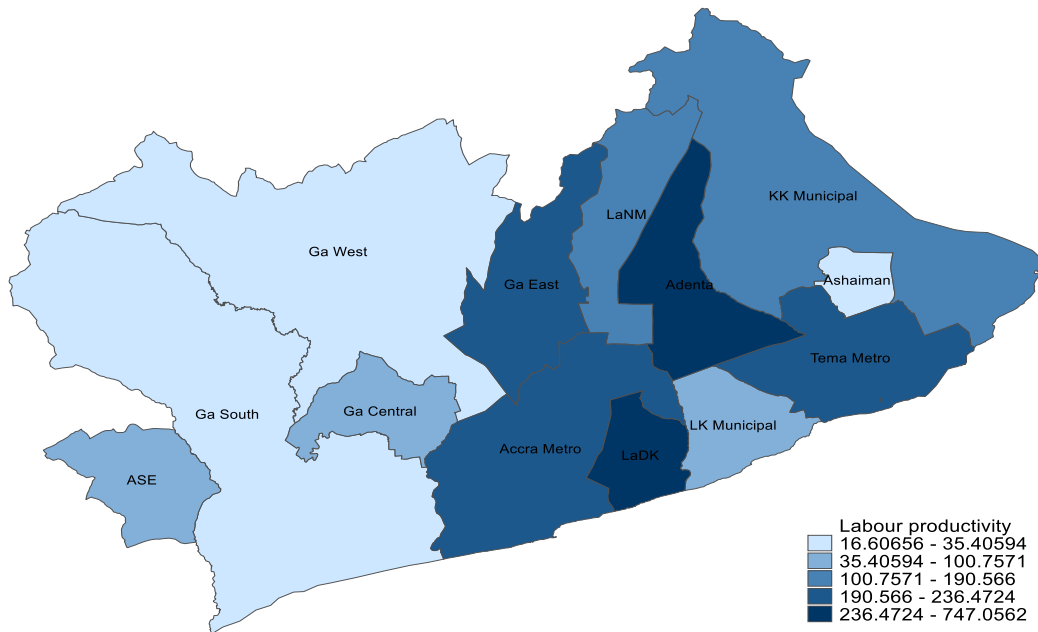 KK Municipal
LaNM
Ga West
Ashaiman
Ga East
Adenta
Tema Metro
Ga South
Ga Central
LK Municipal
Accra Metro
LaDK
ASE
Labour productivity
16.60656 - 35.40594
35.40594 - 100.7571
100.7571 - 190.566
190.566 - 236.4724
236.4724 - 747.0562